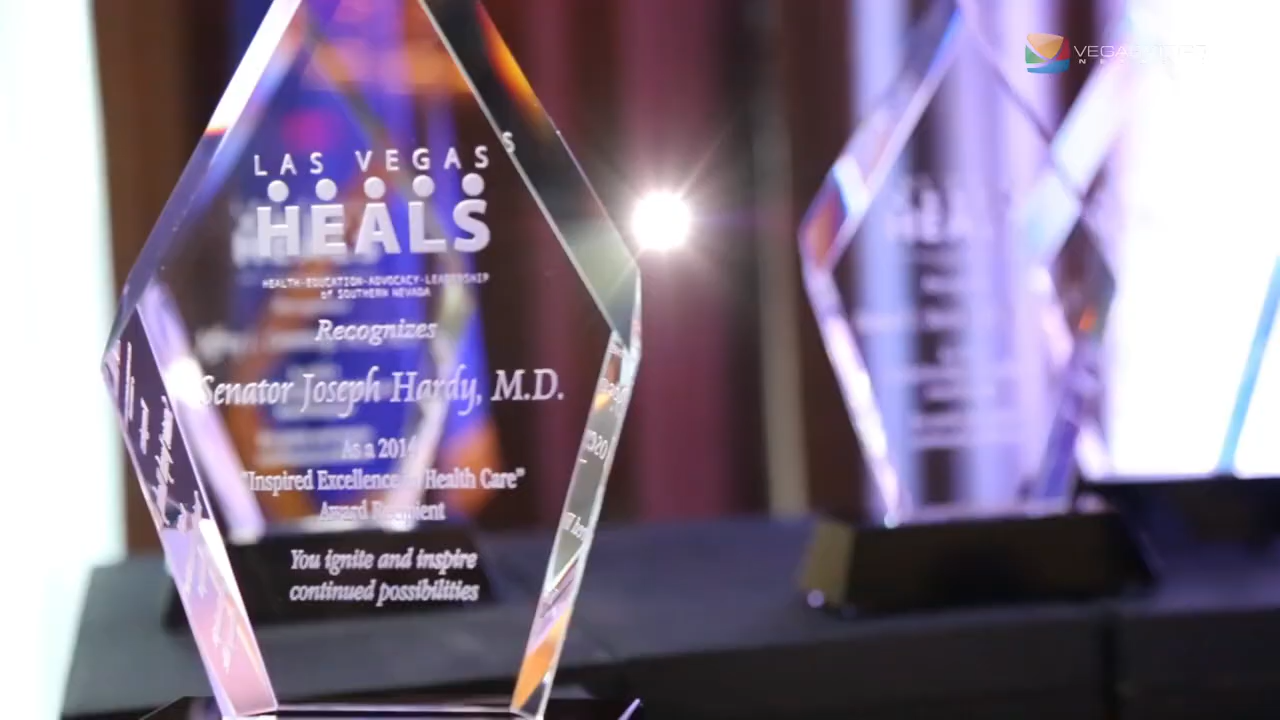 LAS VEGAS
HEALS
HEALTH-EDUCATION-ADVOCACY-LEADERSHIP
of SOUTHERN NEVADA
Recognizes
Senator Joseph Hardy, M.D.
As a 2014
"Inspired Excellence in Health Care"
Award Recipient
You ignite and inspire
continued possibilities